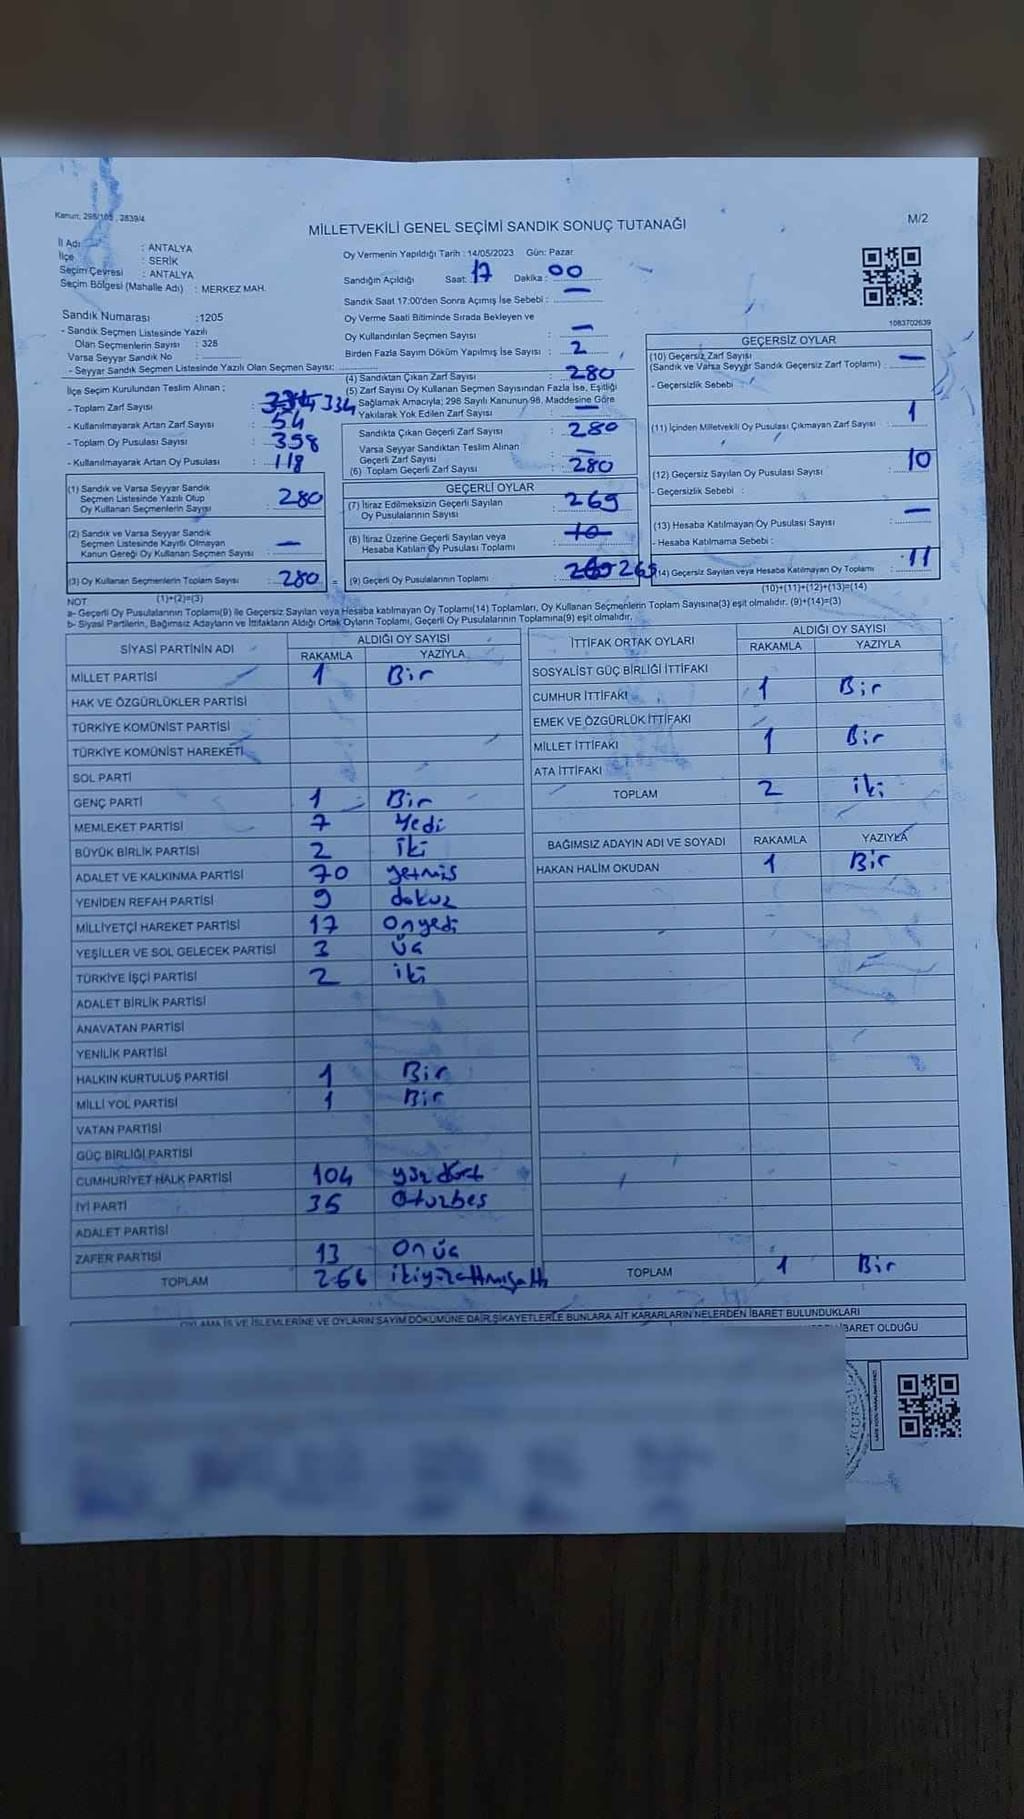 Kanun: 298/105 , 2839/4
MİLLETVEKİLİ GENEL SEÇİMİ SANDIK SONUÇ TUTANAĞI
M/2
İl Adı : ANTALYA
İlçe : SERİK
Seçim Çevresi : ANTALYA
Seçim Bölgesi (Mahalle Adı) : MERKEZ MAH.
Oy Vermenin Yapıldığı Tarih : 14/05/2023 Gün: Pazar
Sandığın Açıldığı Saat: 17 Dakika : 00
Sandık Saat 17:00'den Sonra Açımış İse Sebebi : —
Oy Verme Saati Bitiminde Sırada Bekleyen ve
Oy Kullandırılan Seçmen Sayısı : —
Birden Fazla Sayım Döküm Yapılmış İse Sayısı : 2
Sandık Numarası :1205
- Sandık Seçmen Listesinde Yazılı
Olan Seçmenlerin Sayısı : 328
Varsa Seyyar Sandık No :
- Seyyar Sandık Seçmen Listesinde Yazılı Olan Seçmen Sayısı:
İlçe Seçim Kurulundan Teslim Alınan ;
- Toplam Zarf Sayısı : 334
- Kullanılmayarak Artan Zarf Sayısı : 54
- Toplam Oy Pusulası Sayısı : 398
- Kullanılmayarak Artan Oy Pusulası : 118
(1) Sandık ve Varsa Seyyar Sandık
Seçmen Listesinde Yazılı Olup
Oy Kullanan Seçmenlerin Sayısı : 280
(2) Sandık ve Varsa Seyyar Sandık
Seçmen Listesinde Kayıtlı Olmayan
Kanun Gereği Oy Kullanan Seçmen Sayısı : —
(3) Oy Kullanan Seçmenlerin Toplam Sayısı : 280 =
(1)+(2)=(3)
(4) Sandıktan Çıkan Zarf Sayısı : 280
(5) Zarf Sayısı Oy Kullanan Seçmen Sayısından Fazla İse, Eşitliği
Sağlamak Amacıyla; 298 Sayılı Kanunun 98. Maddesine Göre
Yakılarak Yok Edilen Zarf Sayısı : —
Sandıkta Çıkan Geçerli Zarf Sayısı : 280
Varsa Seyyar Sandıktan Teslim Alınan
Geçerli Zarf Sayısı : —
(6) Toplam Geçerli Zarf Sayısı : 280
GEÇERLİ OYLAR
(7) İtiraz Edilmeksizin Geçerli Sayılan
Oy Pusulalarının Sayısı : 269
(8) İtiraz Üzerine Geçerli Sayılan veya
Hesaba Katılan Oy Pusulası Toplamı : 10
(9) Geçerli Oy Pusulalarının Toplamı : 269
1083702639
GEÇERSİZ OYLAR
(10) Geçersiz Zarf Sayısı
(Sandık ve Varsa Seyyar Sandık Geçersiz Zarf Toplamı) : —
- Geçersizlik Sebebi
(11) İçinden Milletvekili Oy Pusulası Çıkmayan Zarf Sayısı : 1
(12) Geçersiz Sayılan Oy Pusulası Sayısı : 10
- Geçersizlik Sebebi :
(13) Hesaba Katılmayan Oy Pusulası Sayısı : —
- Hesaba Katılmama Sebebi :
(14) Geçersiz Sayılan veya Hesaba Katılmayan Oy Toplamı : 11
(10)+(11)+(12)+(13)=(14)
NOT
a- Geçerli Oy Pusulalarının Toplamı(9) ile Geçersiz Sayılan veya Hesaba katılmayan Oy Toplamı(14) Toplamları, Oy Kullanan Seçmenlerin Toplam Sayısına(3) eşit olmalıdır. (9)+(14)=(3)
b- Siyasi Partilerin, Bağımsız Adayların ve İttifakların Aldığı Ortak Oyların Toplamı, Geçerli Oy Pusulalarının Toplamına(9) eşit olmalıdır.
SİYASİ PARTİNİN ADI ALDIĞI OY SAYISI
RAKAMLA YAZIYLA
MİLLET PARTİSİ 1 Bir
HAK VE ÖZGÜRLÜKLER PARTİSİ
TÜRKİYE KOMÜNİST PARTİSİ
TÜRKİYE KOMÜNİST HAREKETİ
SOL PARTİ
GENÇ PARTİ 1 Bir
MEMLEKET PARTİSİ 7 Yedi
BÜYÜK BİRLİK PARTİSİ 2 iki
ADALET VE KALKINMA PARTİSİ 70 yetmiş
YENİDEN REFAH PARTİSİ 9 dokuz
MİLLİYETÇİ HAREKET PARTİSİ 17 Onyedi
YEŞİLLER VE SOL GELECEK PARTİSİ 3 Üç
TÜRKİYE İŞÇİ PARTİSİ 2 iki
ADALET BİRLİK PARTİSİ
ANAVATAN PARTİSİ
YENİLİK PARTİSİ
HALKIN KURTULUŞ PARTİSİ 1 Bir
MİLLİ YOL PARTİSİ 1 Bir
VATAN PARTİSİ
GÜÇ BİRLİĞİ PARTİSİ
CUMHURİYET HALK PARTİSİ 104 yüz dört
İYİ PARTİ 35 Oturbeş
ADALET PARTİSİ
ZAFER PARTİSİ 13 On üç
TOPLAM 266 ikiyüzattmışaltı
İTTİFAK ORTAK OYLARI ALDIĞI OY SAYISI
RAKAMLA YAZIYLA
SOSYALİST GÜÇ BİRLİĞİ İTTİFAKI
CUMHUR İTTİFAKI 1 Bir
EMEK VE ÖZGÜRLÜK İTTİFAKI
MİLLET İTTİFAKI 1 Bir
ATA İTTİFAKI
TOPLAM 2 iki
BAĞIMSIZ ADAYIN ADI VE SOYADI RAKAMLA YAZIYLA
HAKAN HALİM OKUDAN 1 Bir
TOPLAM 1 Bir
OYLAMA İŞ VE İŞLEMLERİNE VE OYLARIN SAYIM DÖKÜMÜNE DAİR ŞİKAYETLERLE BUNLARA AİT KARARLARIN NELERDEN İBARET BULUNDUKLARI
İBARET OLDUĞU